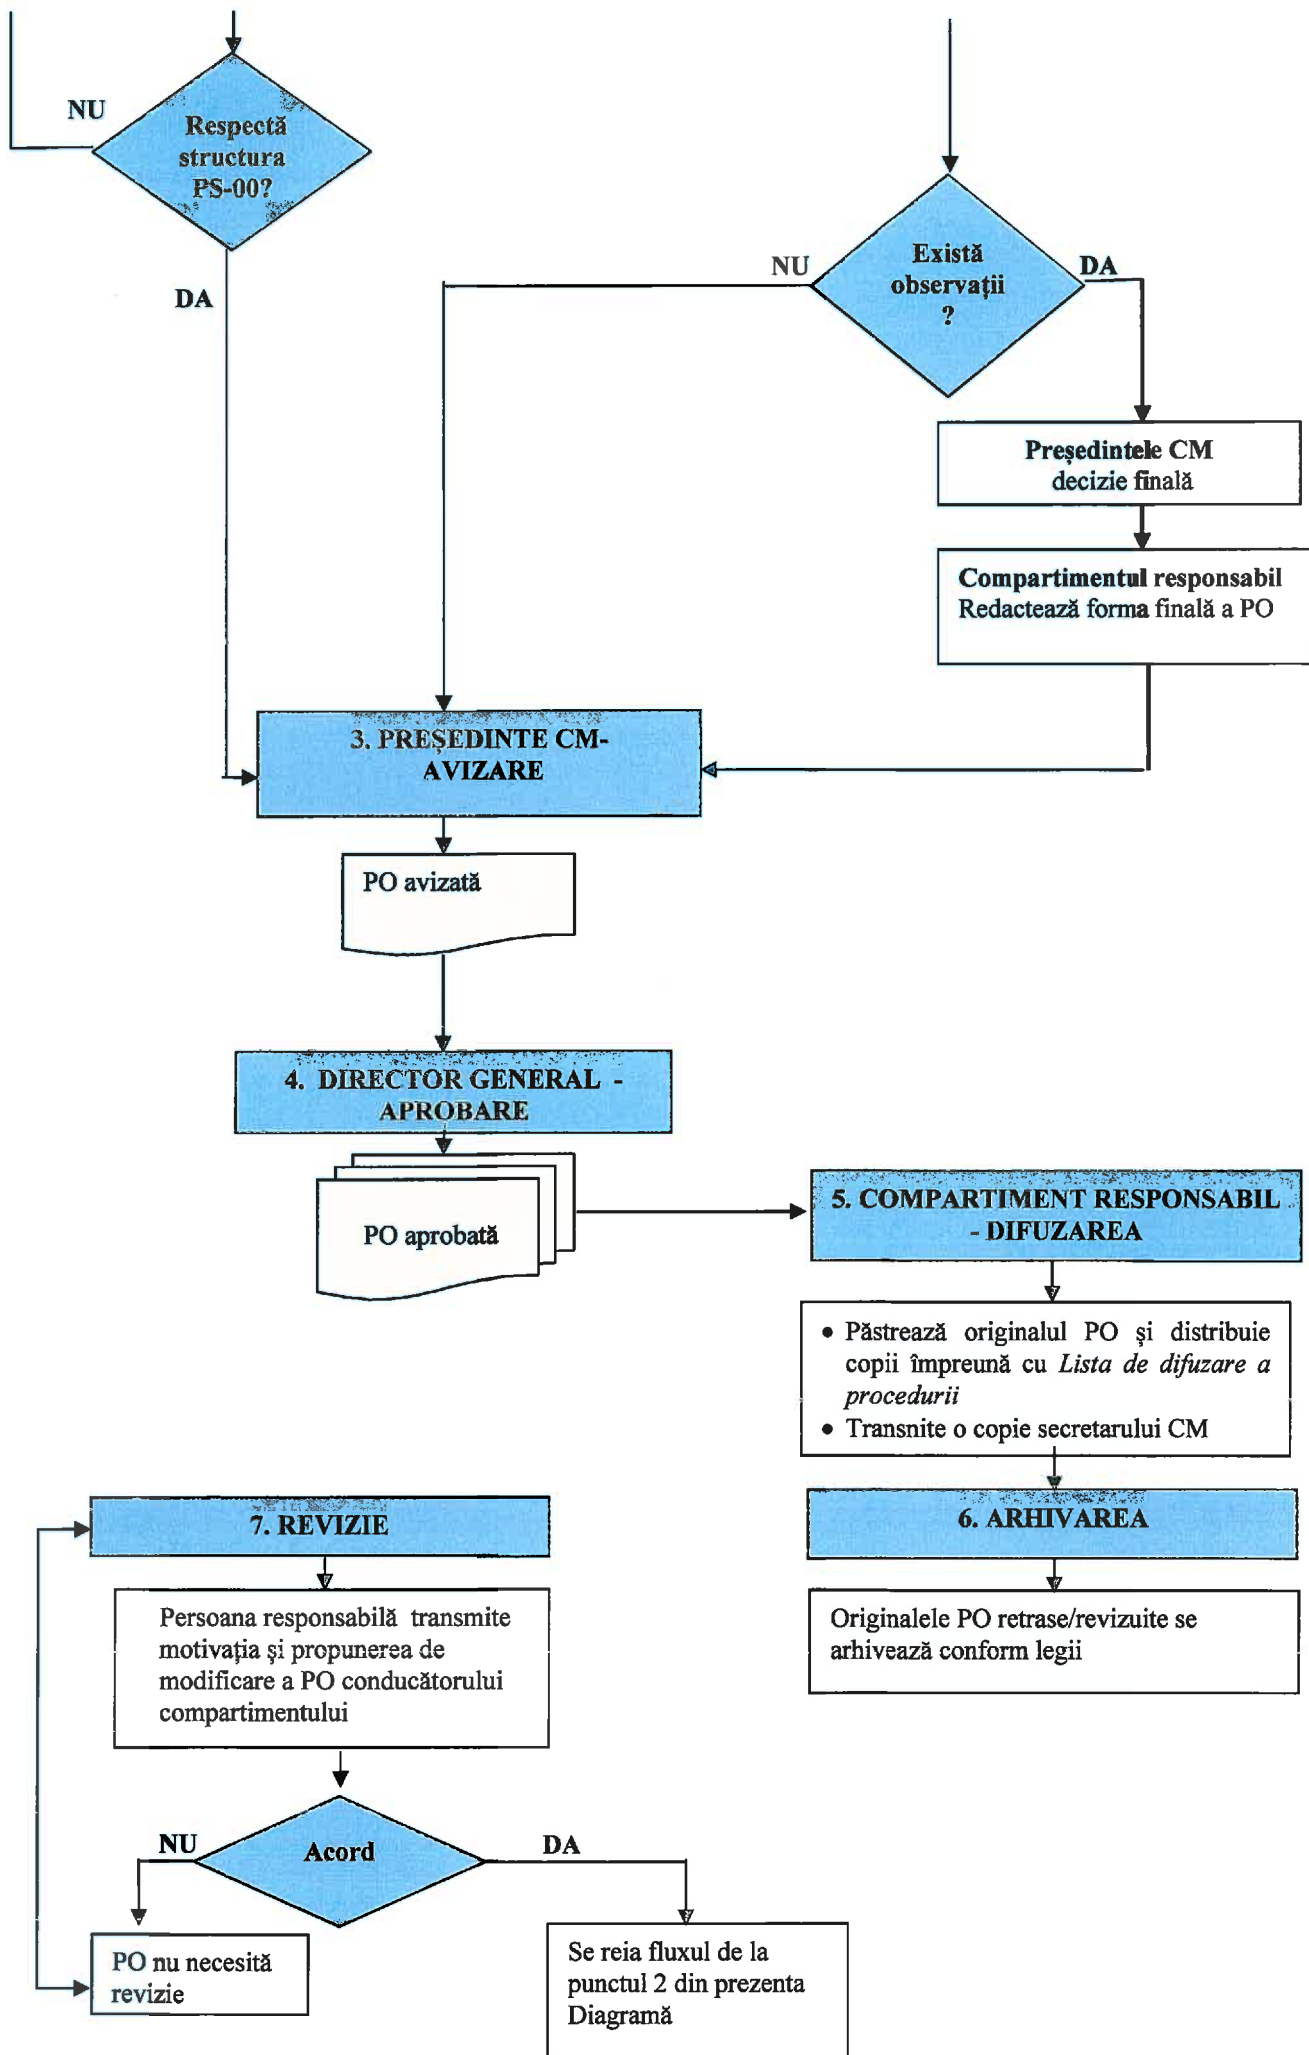 NU
Respectă
structura
PS-00?
DA
NU
Există
observații
?
DA
Președintele CM
decizie finală
Compartimentul responsabil
Redactează forma finală a PO
3. PREȘEDINTE CM-
AVIZARE
PO avizată
4. DIRECTOR GENERAL -
APROBARE
PO aprobată
5. COMPARTIMENT RESPONSABIL
- DIFUZAREA
• Păstrează originalul PO și distribuie
copii împreună cu Lista de difuzare a
procedurii
• Transnite o copie secretarului CM
6. ARHIVAREA
Originalele PO retrase/revizuite se
arhivează conform legii
7. REVIZIE
Persoana responsabilă transmite
motivația și propunerea de
modificare a PO conducătorului
compartimentului
NU
Acord
DA
PO nu necesită
revizie
Se reia fluxul de la
punctul 2 din prezenta
Diagramă